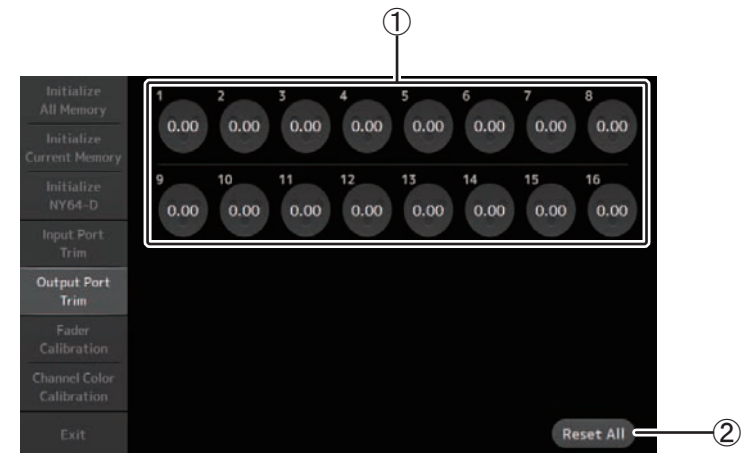 ①
Initialize
All Memory
Initialize
Current Memory
Initialize
NY64-D
Input Port
Trim
Output Port
Trim
Fader
Calibration
Channel Color
Calibration
Exit
1 2 3 4 5 6 7 8
0.00 0.00 0.00 0.00 0.00 0.00 0.00 0.00
9 10 11 12 13 14 15 16
0.00 0.00 0.00 0.00 0.00 0.00 0.00 0.00
Reset All
②